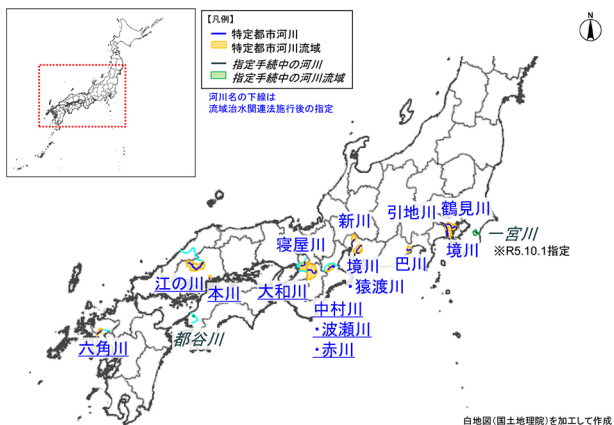 【凡例】
特定都市河川
特定都市河川流域
指定手続中の河川
指定手続中の河川流域
河川名の下線は
流域治水関連法施行後の指定
N
新川
引地川
鶴見川
寝屋川
一宮川
※R5.10.1指定
境川
・猿渡川
巴川
境川
江の川
本川
大和川
中村川
・波瀬川
・赤川
都谷川
六角川
白地図(国土地理院)を加工して作成